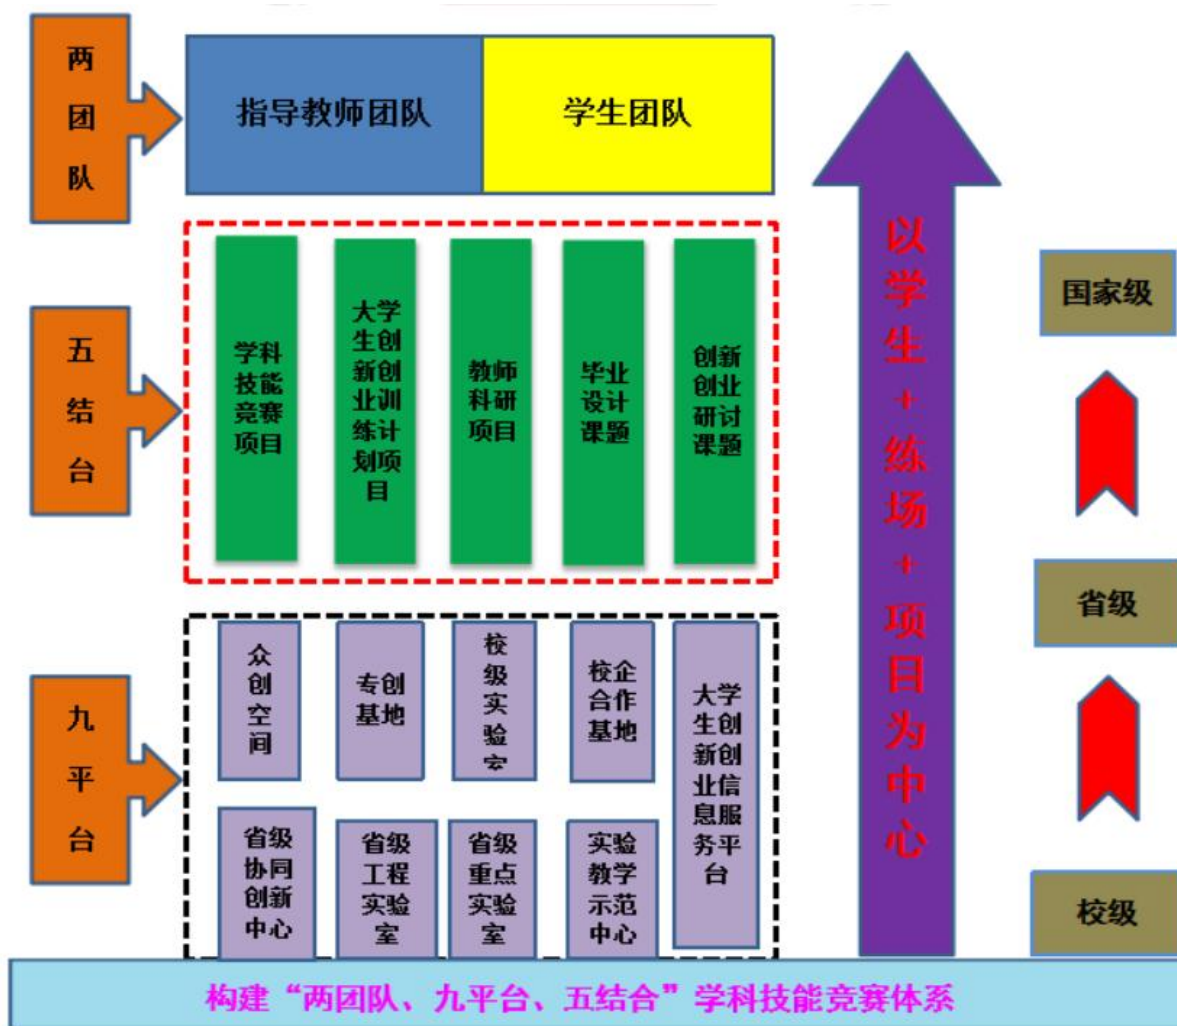 两
团
队
指导教师团队
学生团队
五
结
台
学科
技能
竞赛
项目
大学
生创
新创
业训
练计
划项
目
教师
科研
项目
毕业
设计
课题
创新
创业
研讨
课题
九
平
台
众
创
空
间
专创
基地
校
级
实
验
室
校企
合作
基地
大学
生创
新创
业信
息服
务平
台
省级
协同
创新
中心
省级
工程
实验
室
省级
重点
实验
室
实验
教学
示范
中心
以学生+练场+项目为中心
国家级
省级
校级
构建“两团队、九平台、五结合”学科技能竞赛体系